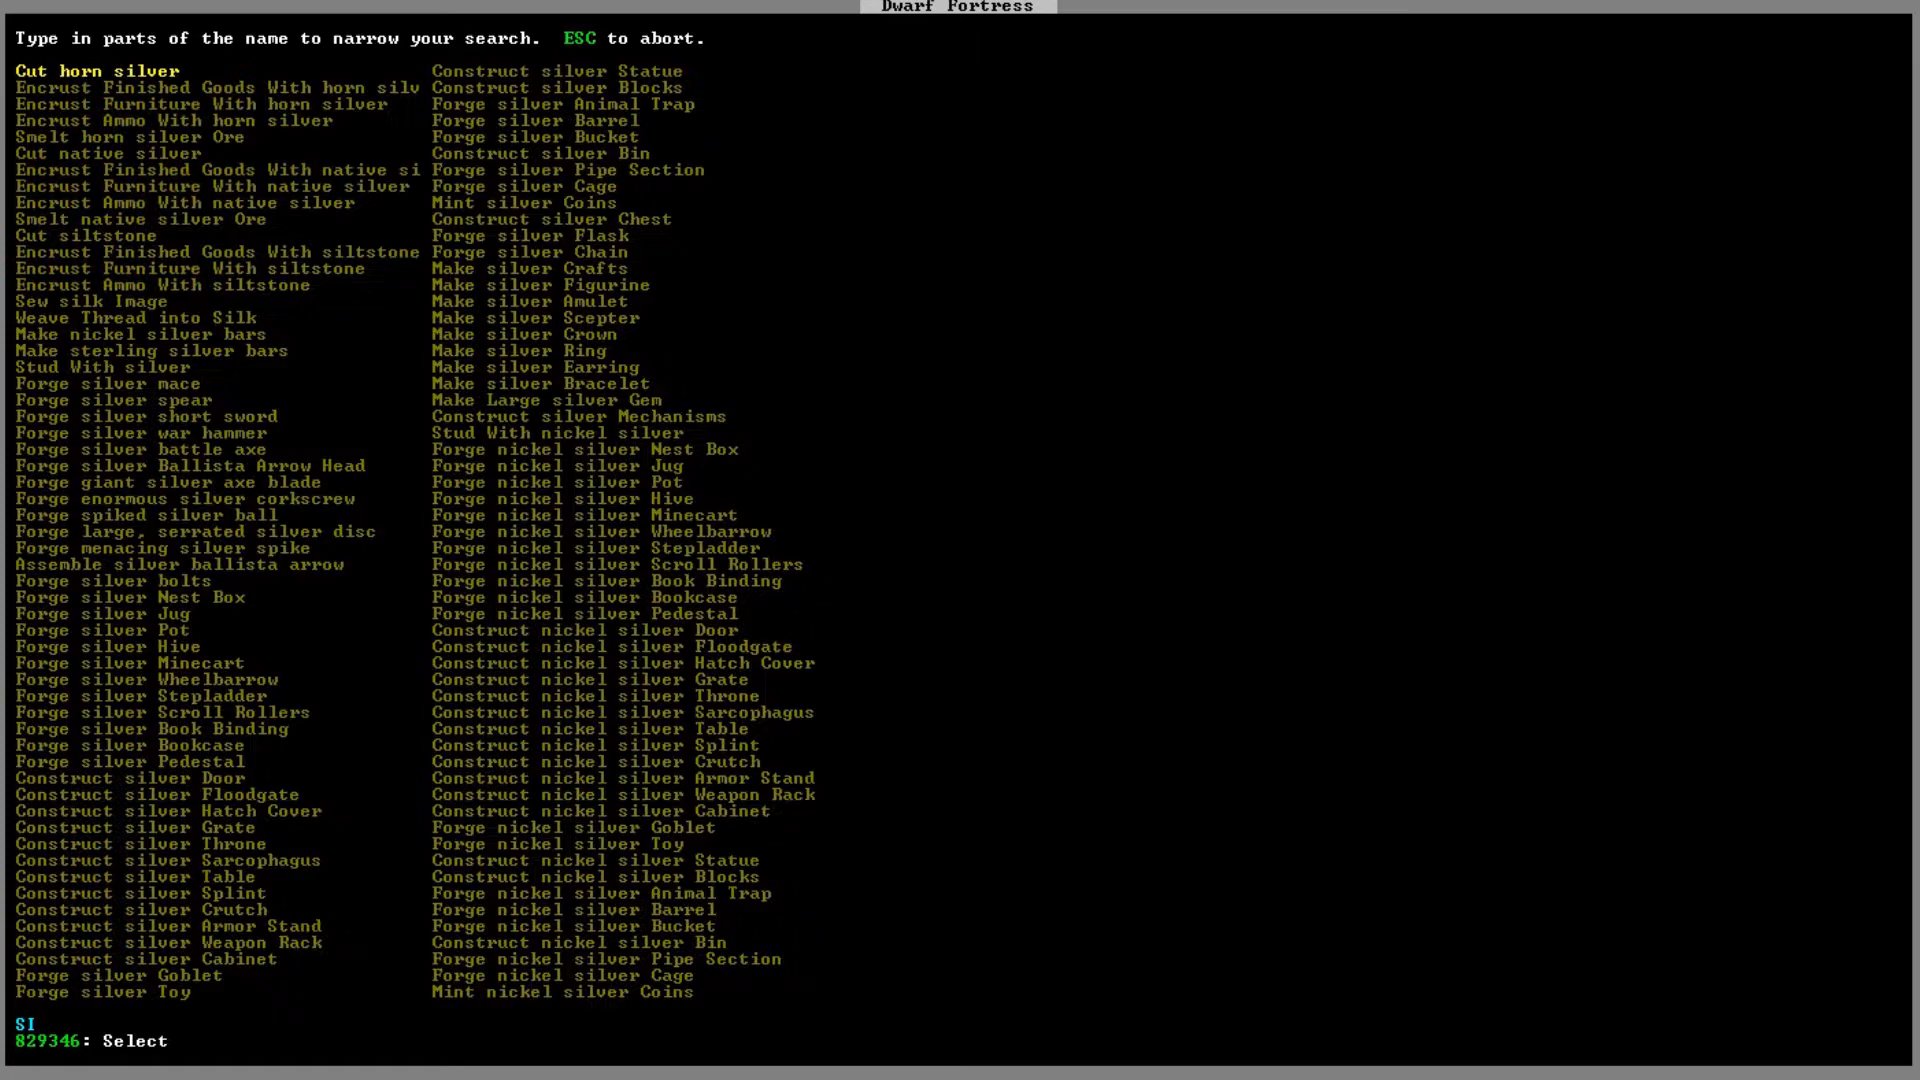 Dwarf Fortress
Type in parts of the name to narrow your search.  ESC to abort.
Cut horn silver
Encrust Finished Goods With horn silv
Encrust Furniture With horn silver
Encrust Ammo With horn silver
Smelt horn silver Ore
Cut native silver
Encrust Finished Goods With native si
Encrust Furniture With native silver
Encrust Ammo With native silver
Smelt native silver Ore
Cut siltstone
Encrust Finished Goods With siltstone
Encrust Furniture With siltstone
Encrust Ammo With siltstone
Sew silk Image
Weave Thread into Silk
Make nickel silver bars
Make sterling silver bars
Stud With silver
Forge silver mace
Forge silver spear
Forge silver short sword
Forge silver war hammer
Forge silver battle axe
Forge silver Ballista Arrow Head
Forge giant silver axe blade
Forge enormous silver corkscrew
Forge spiked silver ball
Forge large, serrated silver disc
Forge menacing silver spike
Assemble silver ballista arrow
Forge silver bolts
Forge silver Nest Box
Forge silver Jug
Forge silver Pot
Forge silver Hive
Forge silver Minecart
Forge silver Wheelbarrow
Forge silver Stepladder
Forge silver Scroll Rollers
Forge silver Book Binding
Forge silver Bookcase
Forge silver Pedestal
Construct silver Door
Construct silver Floodgate
Construct silver Hatch Cover
Construct silver Grate
Construct silver Throne
Construct silver Sarcophagus
Construct silver Table
Construct silver Splint
Construct silver Crutch
Construct silver Armor Stand
Construct silver Weapon Rack
Construct silver Cabinet
Forge silver Goblet
Forge silver Toy
Construct silver Statue
Construct silver Blocks
Forge silver Animal Trap
Forge silver Barrel
Forge silver Bucket
Construct silver Bin
Forge silver Pipe Section
Forge silver Cage
Mint silver Coins
Construct silver Chest
Forge silver Flask
Forge silver Chain
Make silver Crafts
Make silver Figurine
Make silver Amulet
Make silver Scepter
Make silver Crown
Make silver Ring
Make silver Earring
Make silver Bracelet
Make Large silver Gem
Construct silver Mechanisms
Stud With nickel silver
Forge nickel silver Nest Box
Forge nickel silver Jug
Forge nickel silver Pot
Forge nickel silver Hive
Forge nickel silver Minecart
Forge nickel silver Wheelbarrow
Forge nickel silver Stepladder
Forge nickel silver Scroll Rollers
Forge nickel silver Book Binding
Forge nickel silver Bookcase
Forge nickel silver Pedestal
Construct nickel silver Door
Construct nickel silver Floodgate
Construct nickel silver Hatch Cover
Construct nickel silver Grate
Construct nickel silver Throne
Construct nickel silver Sarcophagus
Construct nickel silver Table
Construct nickel silver Splint
Construct nickel silver Crutch
Construct nickel silver Armor Stand
Construct nickel silver Weapon Rack
Construct nickel silver Cabinet
Forge nickel silver Goblet
Forge nickel silver Toy
Construct nickel silver Statue
Construct nickel silver Blocks
Forge nickel silver Animal Trap
Forge nickel silver Barrel
Forge nickel silver Bucket
Construct nickel silver Bin
Forge nickel silver Pipe Section
Forge nickel silver Cage
Mint nickel silver Coins
SI
829346: Select